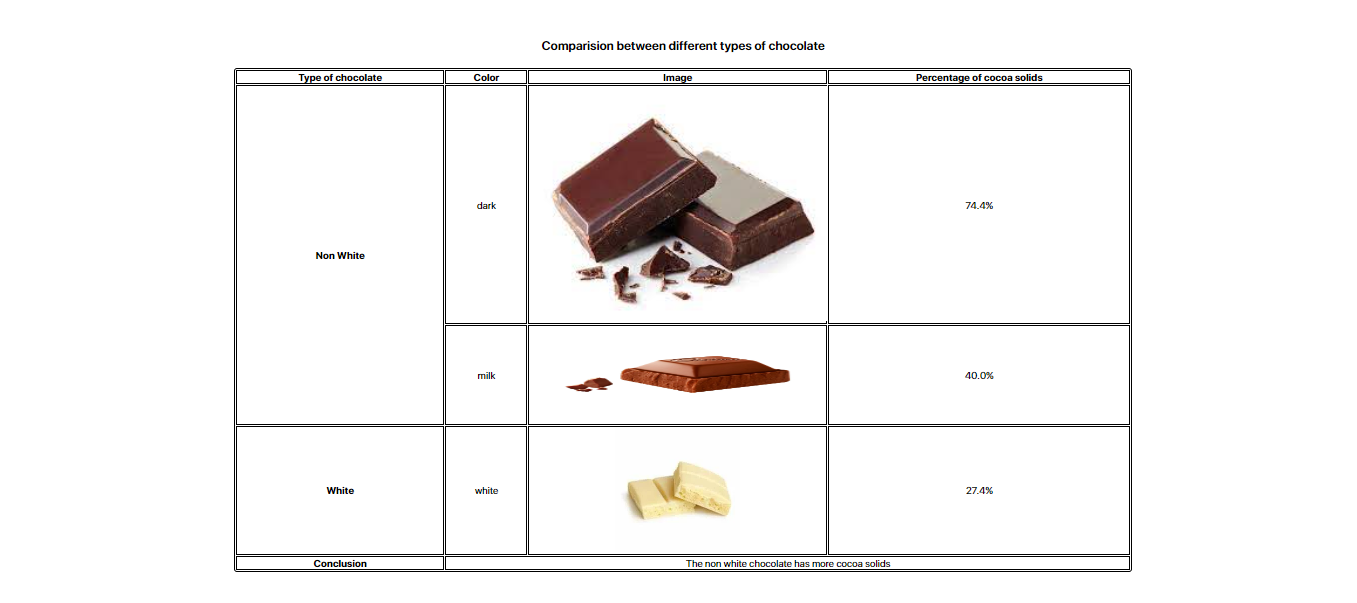 Comparision between different types of chocolate
Type of chocolate Color Image Percentage of cocoa solids
Non White dark 74.4%
milk 40.0%
White white 27.4%
Conclusion The non white chocolate has more cocoa solids